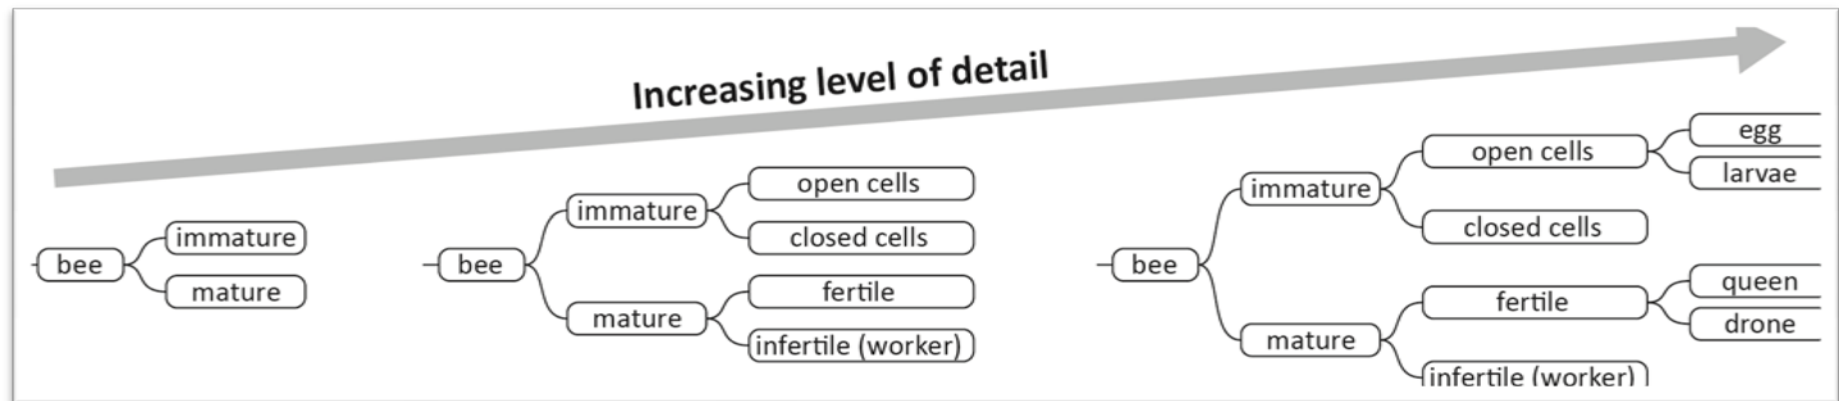 Increasing level of detail
bee
immature
mature
bee
immature
open cells
closed cells
mature
fertile
infertile (worker)
bee
immature
open cells
egg
larvae
closed cells
mature
fertile
queen
drone
infertile (worker)